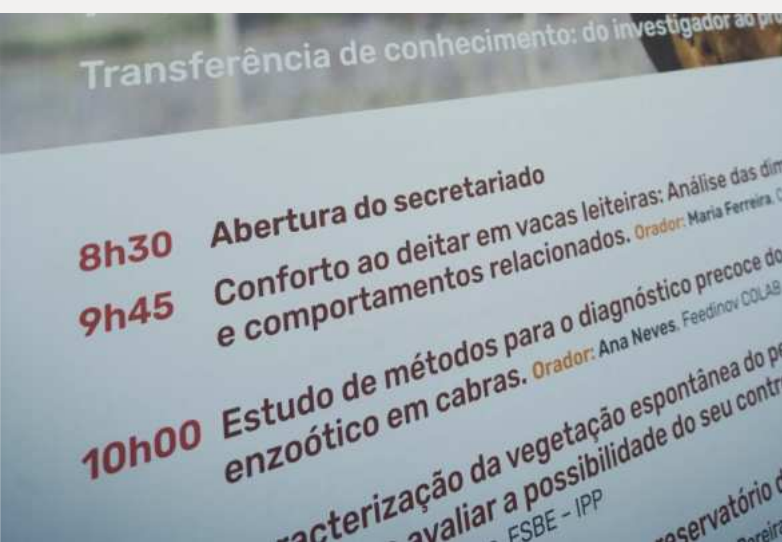 Transferência de conhecimento: do investigador ao
8h30 Abertura do secretariado
9h45 Conforto ao deitar em vacas leiteiras: Análise das
e comportamentos relacionados. Orador: Maria Ferreira,
10h00 Estudo de métodos para o diagnóstico precoce do
enzoótico em cabras. Orador: Ana Neves, Feedinov COLAB
da vegetação espontânea do
avaliar a possibilidade do seu
ESBE – IPP